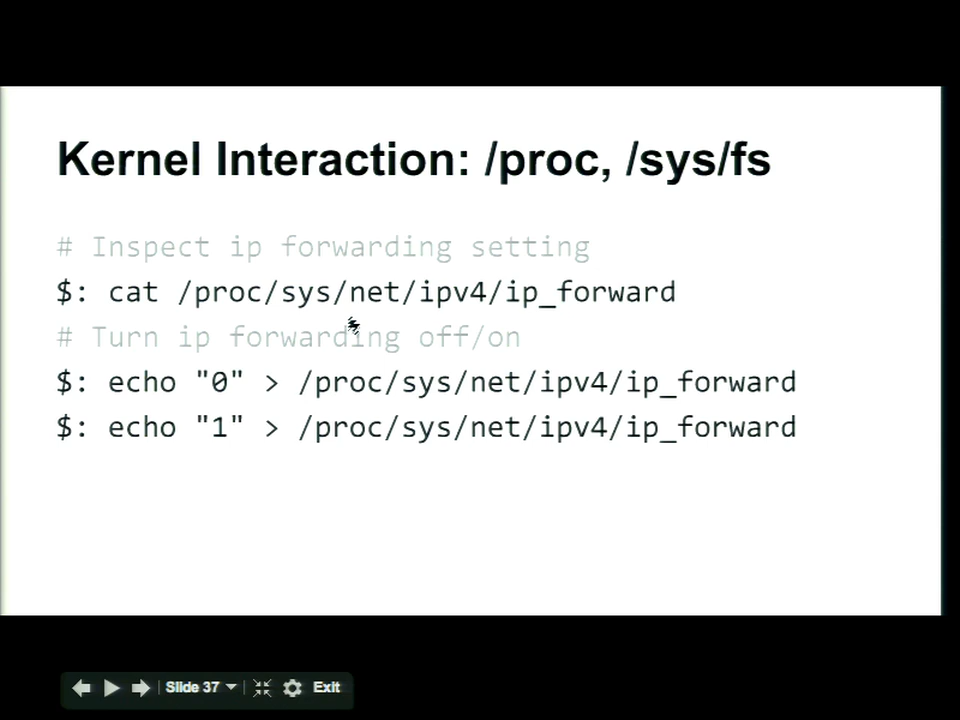 Kernel Interaction: /proc, /sys/fs
# Inspect ip forwarding setting
$: cat /proc/sys/net/ipv4/ip_forward
# Turn ip forwarding off/on
$: echo "0" > /proc/sys/net/ipv4/ip_forward
$: echo "1" > /proc/sys/net/ipv4/ip_forward
Slide 37 Exit